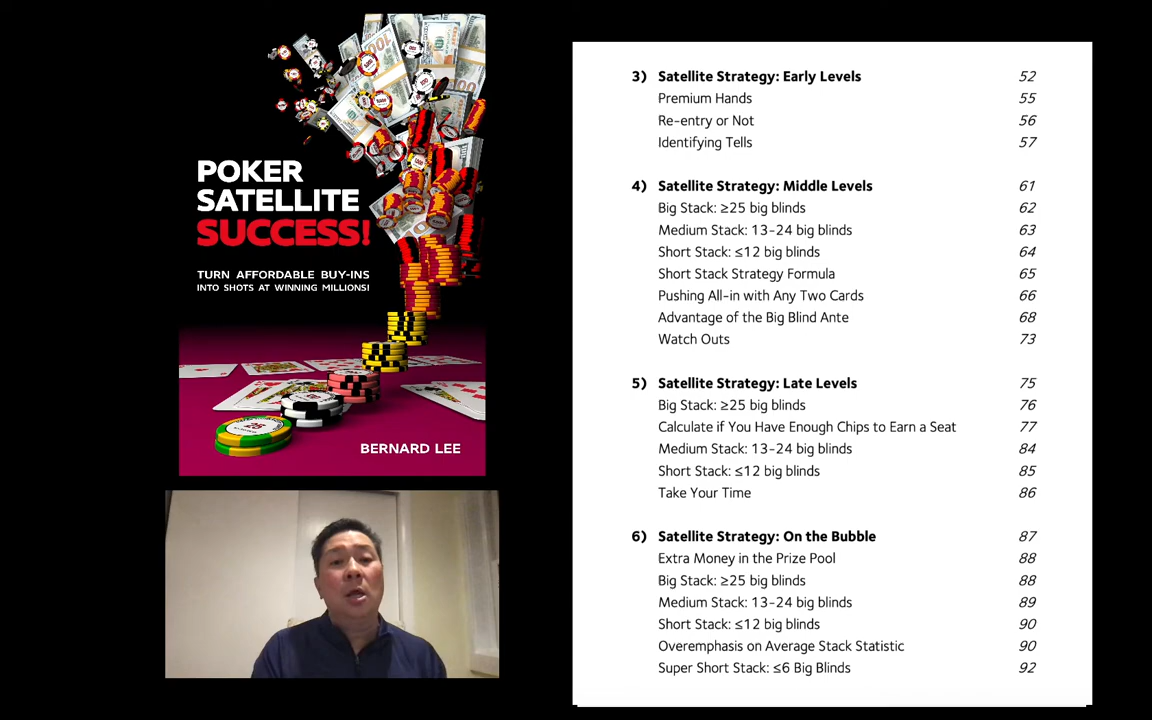 POKER
SATELLITE
SUCCESS!
TURN AFFORDABLE BUY-INS
INTO SHOTS AT WINNING MILLIONS!
BERNARD LEE
3) Satellite Strategy: Early Levels 52
Premium Hands 55
Re-entry or Not 56
Identifying Tells 57
4) Satellite Strategy: Middle Levels 61
Big Stack: ≥25 big blinds 62
Medium Stack: 13-24 big blinds 63
Short Stack: ≤12 big blinds 64
Short Stack Strategy Formula 65
Pushing All-in with Any Two Cards 66
Advantage of the Big Blind Ante 68
Watch Outs 73
5) Satellite Strategy: Late Levels 75
Big Stack: ≥25 big blinds 76
Calculate if You Have Enough Chips to Earn a Seat 77
Medium Stack: 13-24 big blinds 84
Short Stack: ≤12 big blinds 85
Take Your Time 86
6) Satellite Strategy: On the Bubble 87
Extra Money in the Prize Pool 88
Big Stack: ≥25 big blinds 88
Medium Stack: 13-24 big blinds 89
Short Stack: ≤12 big blinds 90
Overemphasis on Average Stack Statistic 90
Super Short Stack: ≤6 Big Blinds 92